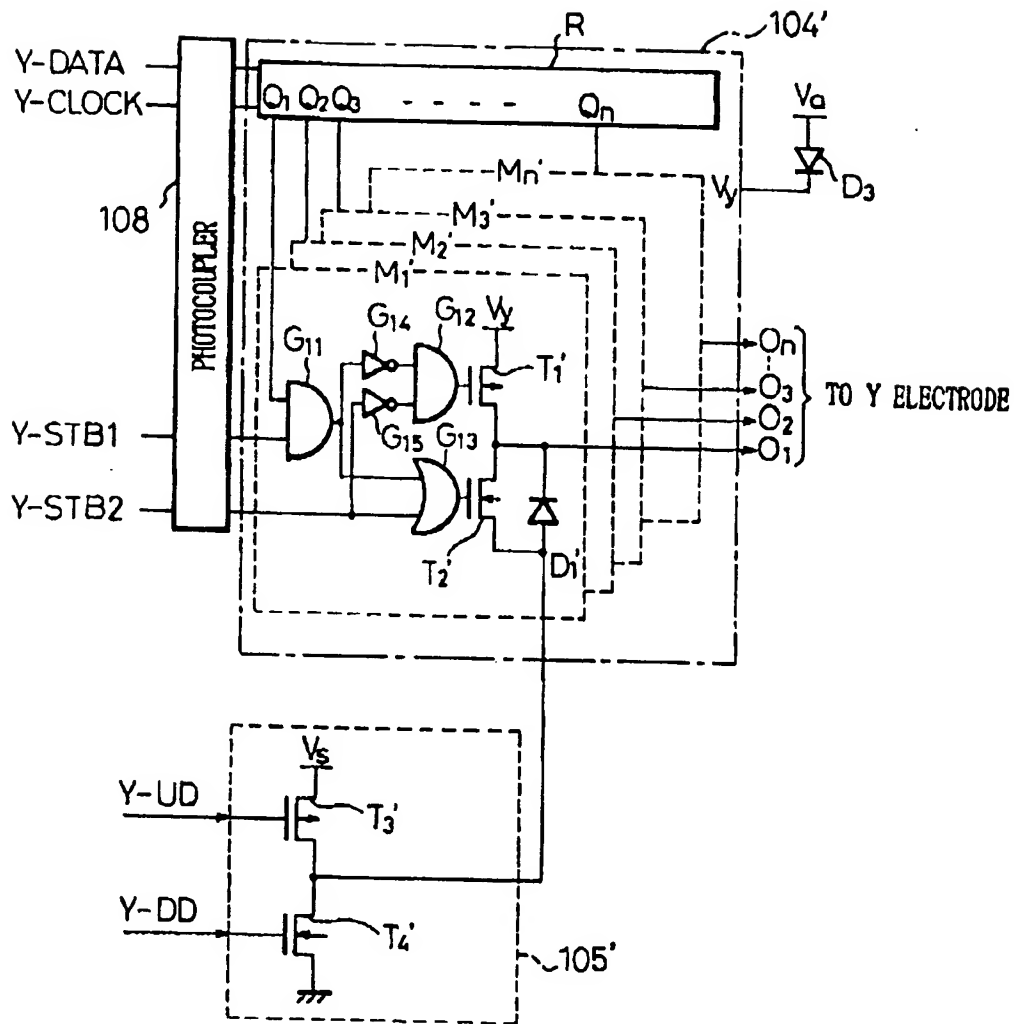 R
104'
Y-DATA
Y-CLOCK
Q1 Q2 Q3 - - - - Qn
Va
D3
Vy
108
PHOTOCOUPLER
Mn'
M3'
M2'
M1'
G11
G14
G12
Vy
T1'
G15
G13
On
O3
O2
O1
TO Y ELECTRODE
Y-STB1
Y-STB2
T2'
D1'
Vs
Y-UD
T3'
Y-DD
T4'
105'